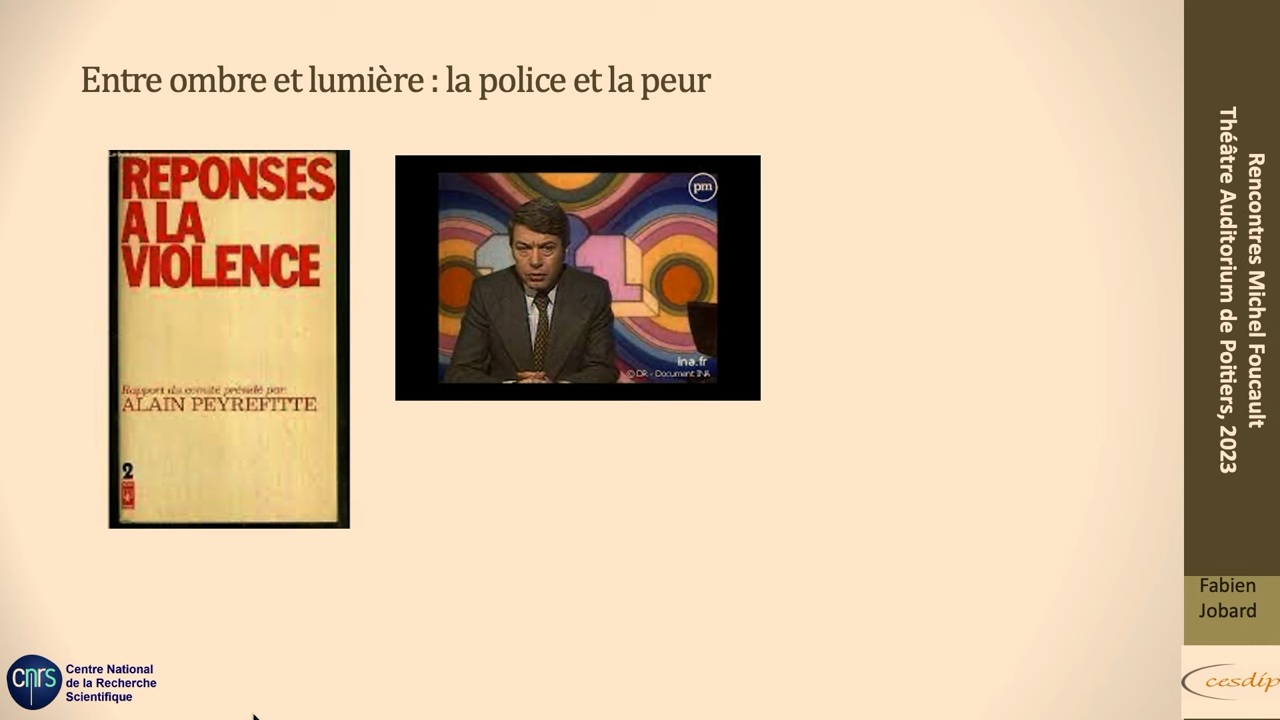 Entre ombre et lumière : la police et la peur
REPONSES
A LA
VIOLENCE
Rapport du comité présidé par
ALAIN PEYREFITTE
2
pm
ina.fr
© DR - Document INA
Rencontres Michel Foucault
Théâtre Auditorium de Poitiers, 2023
Fabien
Jobard
cnrs
Centre National
de la Recherche
Scientifique
cesdip